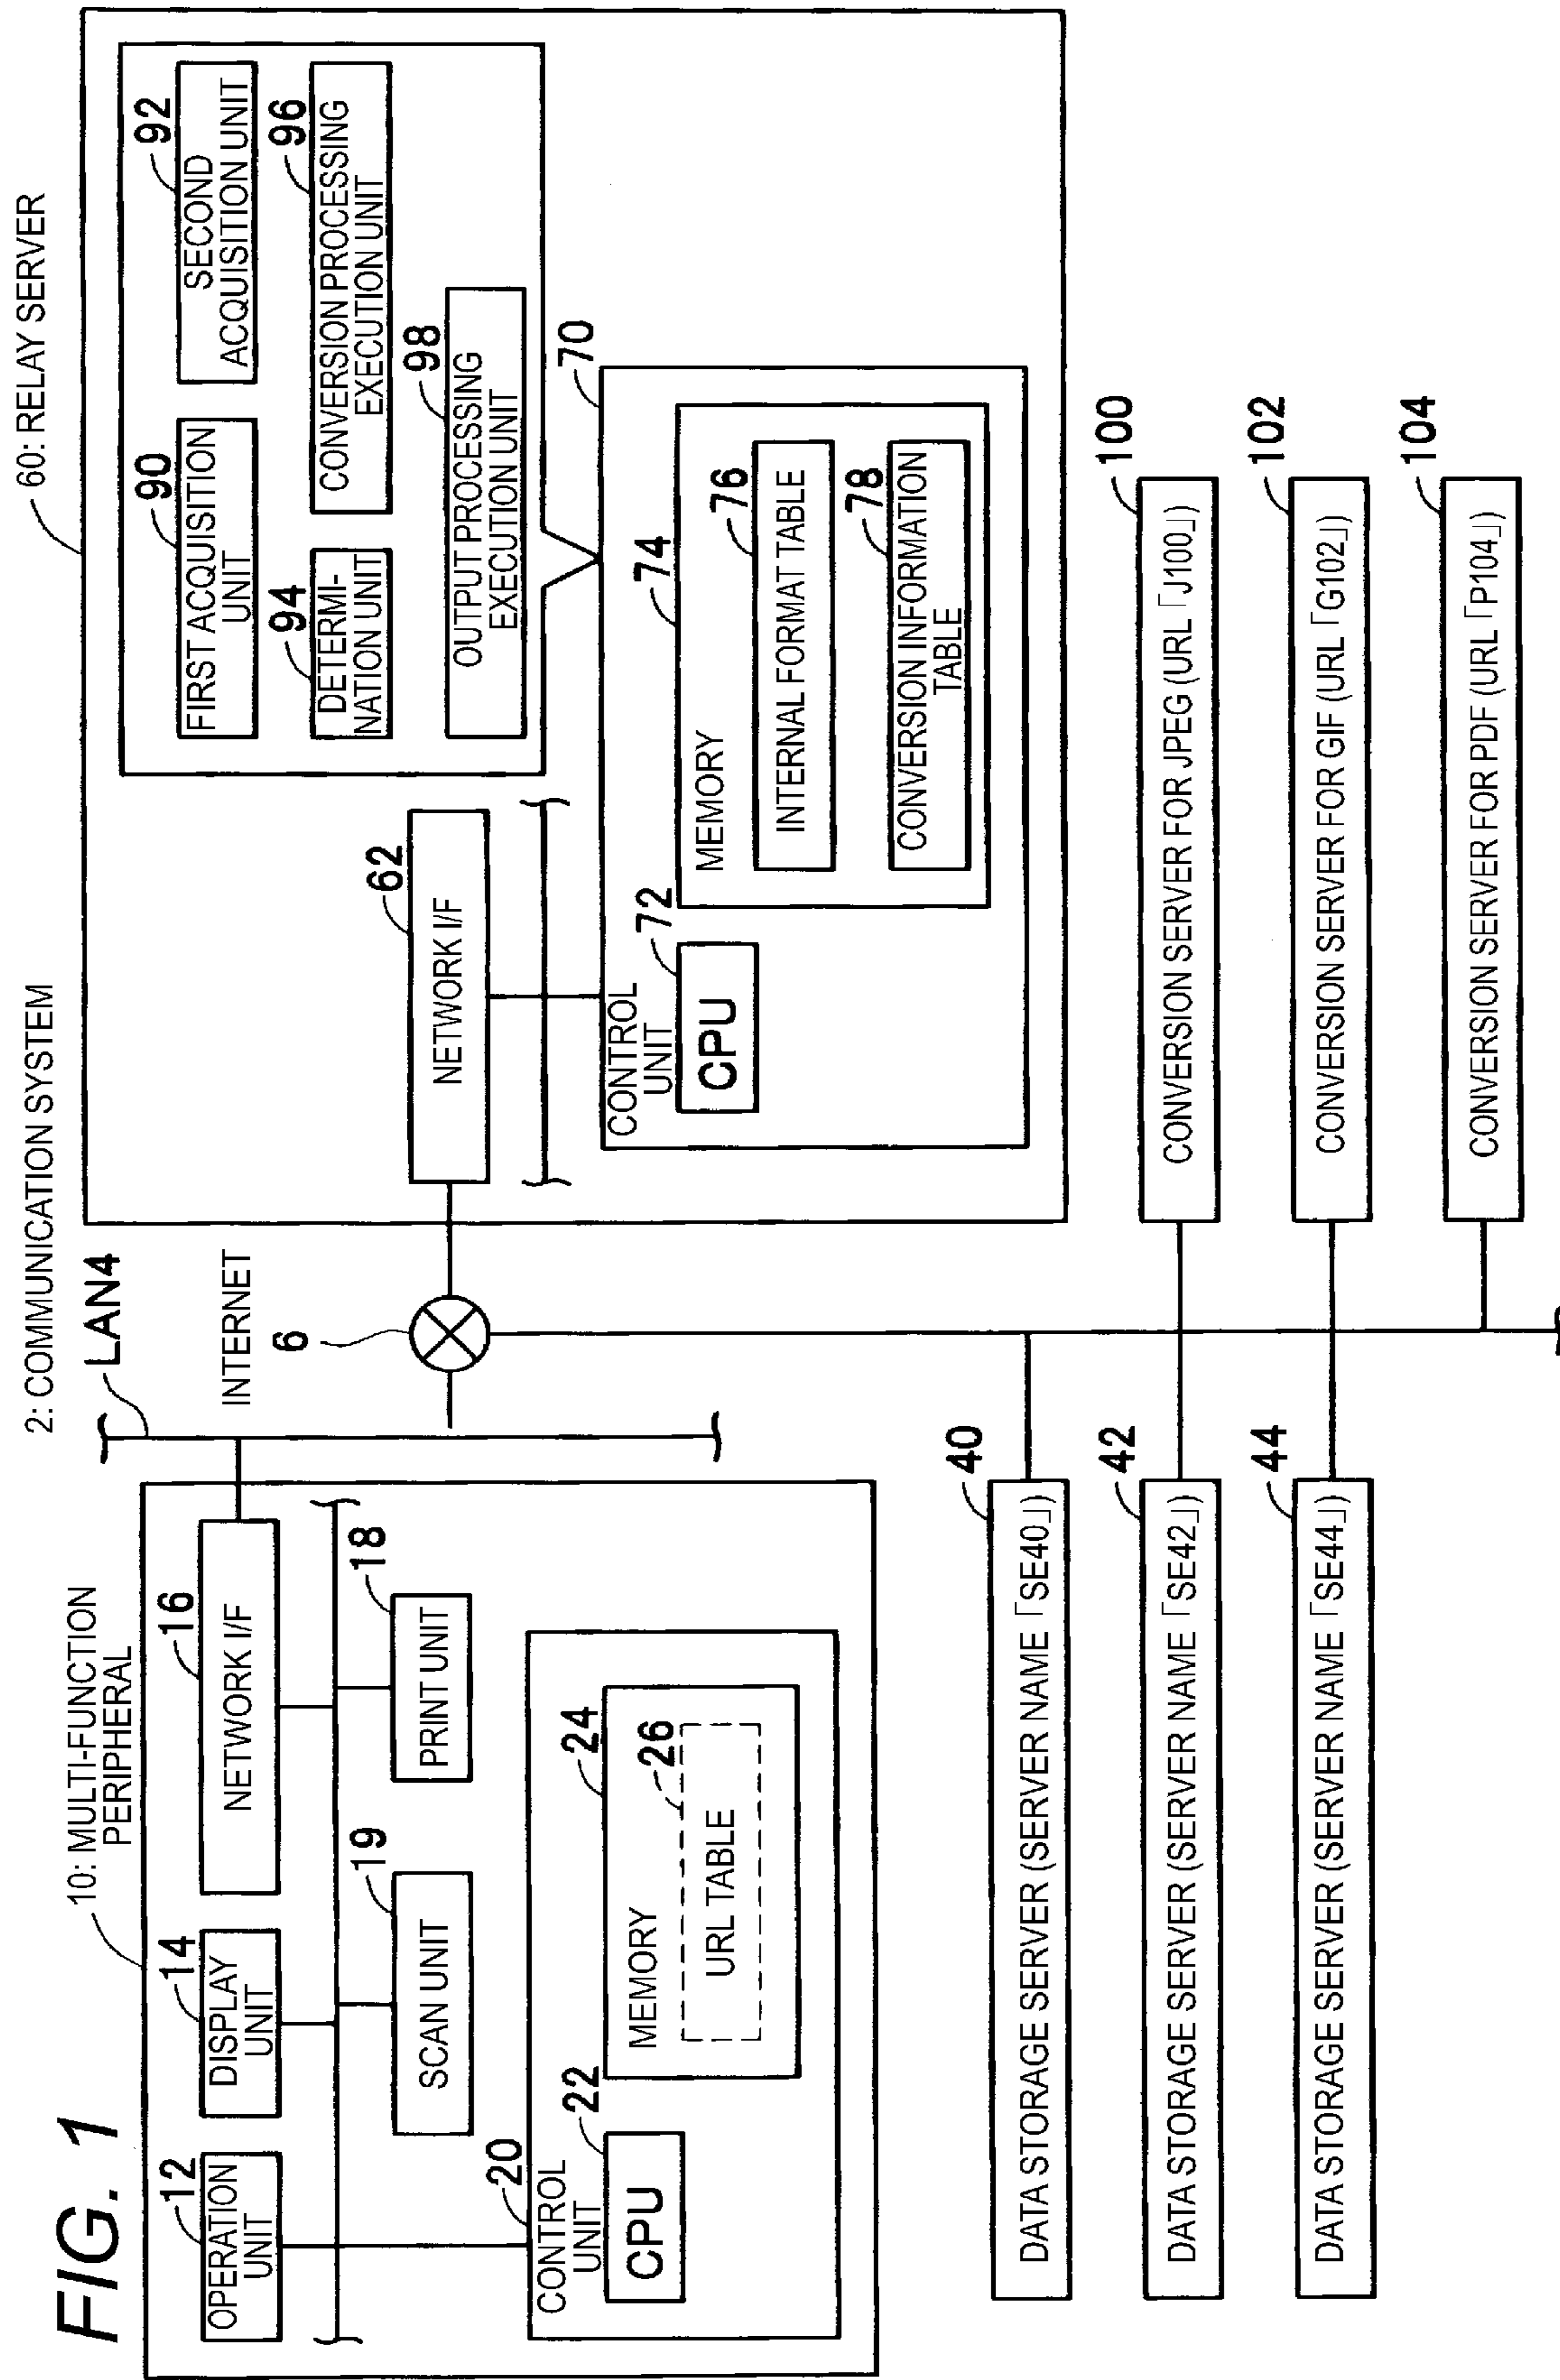 FIG. 1
2: COMMUNICATION SYSTEM
10: MULTI-FUNCTION
PERIPHERAL
12
OPERATION
UNIT
14
DISPLAY
UNIT
16
NETWORK I/F
19
SCAN UNIT
18
PRINT UNIT
20
CONTROL
UNIT
22
CPU
24
MEMORY
26
URL TABLE
LAN4
INTERNET
6
60: RELAY SERVER
62
NETWORK I/F
90
FIRST ACQUISITION
UNIT
92
SECOND
ACQUISITION UNIT
94
DETERMI-
NATION UNIT
96
CONVERSION PROCESSING
EXECUTION UNIT
98
OUTPUT PROCESSING
EXECUTION UNIT
70
CONTROL
UNIT
72
CPU
74
MEMORY
76
INTERNAL FORMAT TABLE
78
CONVERSION INFORMATION
TABLE
40
DATA STORAGE SERVER (SERVER NAME「SE40」)
42
DATA STORAGE SERVER (SERVER NAME「SE42」)
44
DATA STORAGE SERVER (SERVER NAME「SE44」)
100
CONVERSION SERVER FOR JPEG (URL「J100」)
102
CONVERSION SERVER FOR GIF (URL「G102」)
104
CONVERSION SERVER FOR PDF (URL「P104」)